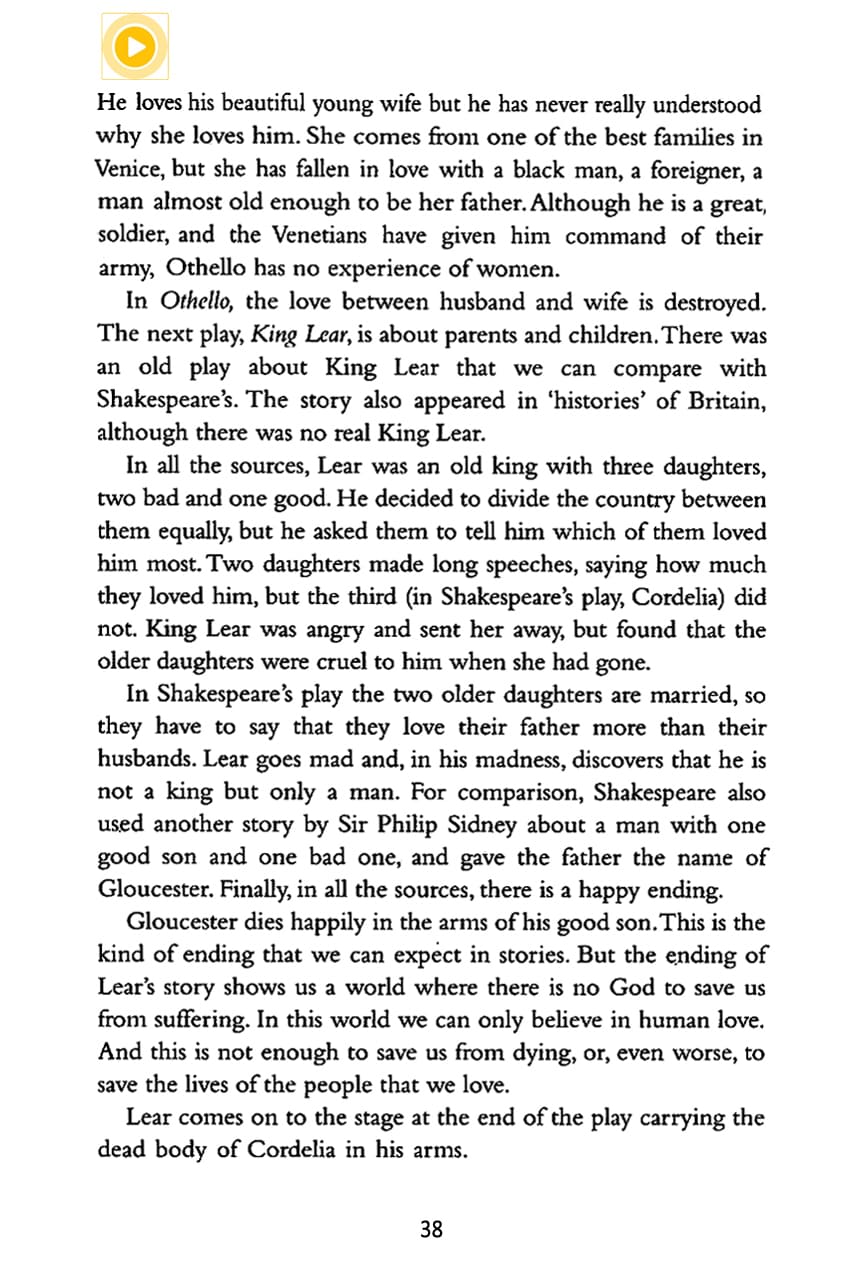 He loves his beautiful young wife but he has never really understood
why she loves him. She comes from one of the best families in
Venice, but she has fallen in love with a black man, a foreigner, a
man almost old enough to be her father. Although he is a great,
soldier, and the Venetians have given him command of their
army, Othello has no experience of women.
In Othello, the love between husband and wife is destroyed.
The next play, King Lear, is about parents and children. There was
an old play about King Lear that we can compare with
Shakespeare's. The story also appeared in 'histories' of Britain,
although there was no real King Lear.
In all the sources, Lear was an old king with three daughters,
two bad and one good. He decided to divide the country between
them equally, but he asked them to tell him which of them loved
him most. Two daughters made long speeches, saying how much
they loved him, but the third (in Shakespeare's play, Cordelia) did
not. King Lear was angry and sent her away, but found that the
older daughters were cruel to him when she had gone.
In Shakespeare's play the two older daughters are married, so
they have to say that they love their father more than their
husbands. Lear goes mad and, in his madness, discovers that he is
not a king but only a man. For comparison, Shakespeare also
used another story by Sir Philip Sidney about a man with one
good son and one bad one, and gave the father the name of
Gloucester. Finally, in all the sources, there is a happy ending.
Gloucester dies happily in the arms of his good son. This is the
kind of ending that we can expect in stories. But the ending of
Lear's story shows us a world where there is no God to save us
from suffering. In this world we can only believe in human love.
And this is not enough to save us from dying, or, even worse, to
save the lives of the people that we love.
Lear comes on to the stage at the end of the play carrying the
dead body of Cordelia in his arms.
38